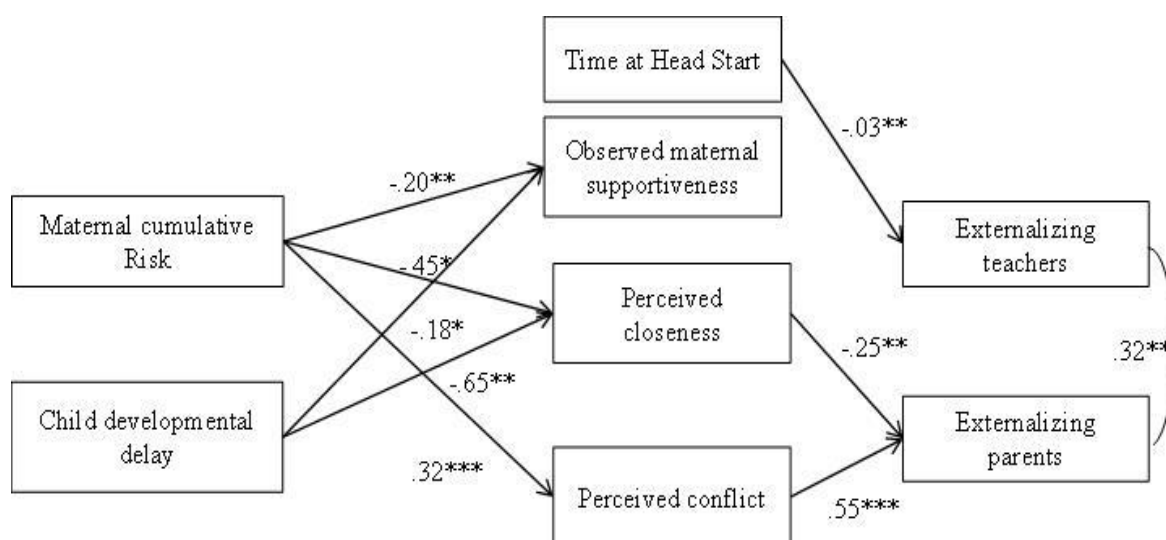 Time at Head Start
-.03**
Observed maternal
supportiveness
-.20**
Maternal cumulative
Risk
Externalizing
teachers
-.45*
Perceived
closeness
-.18*
-.25**
.32**
-.65**
Child developmental
delay
Externalizing
parents
.32***
Perceived conflict
.55***